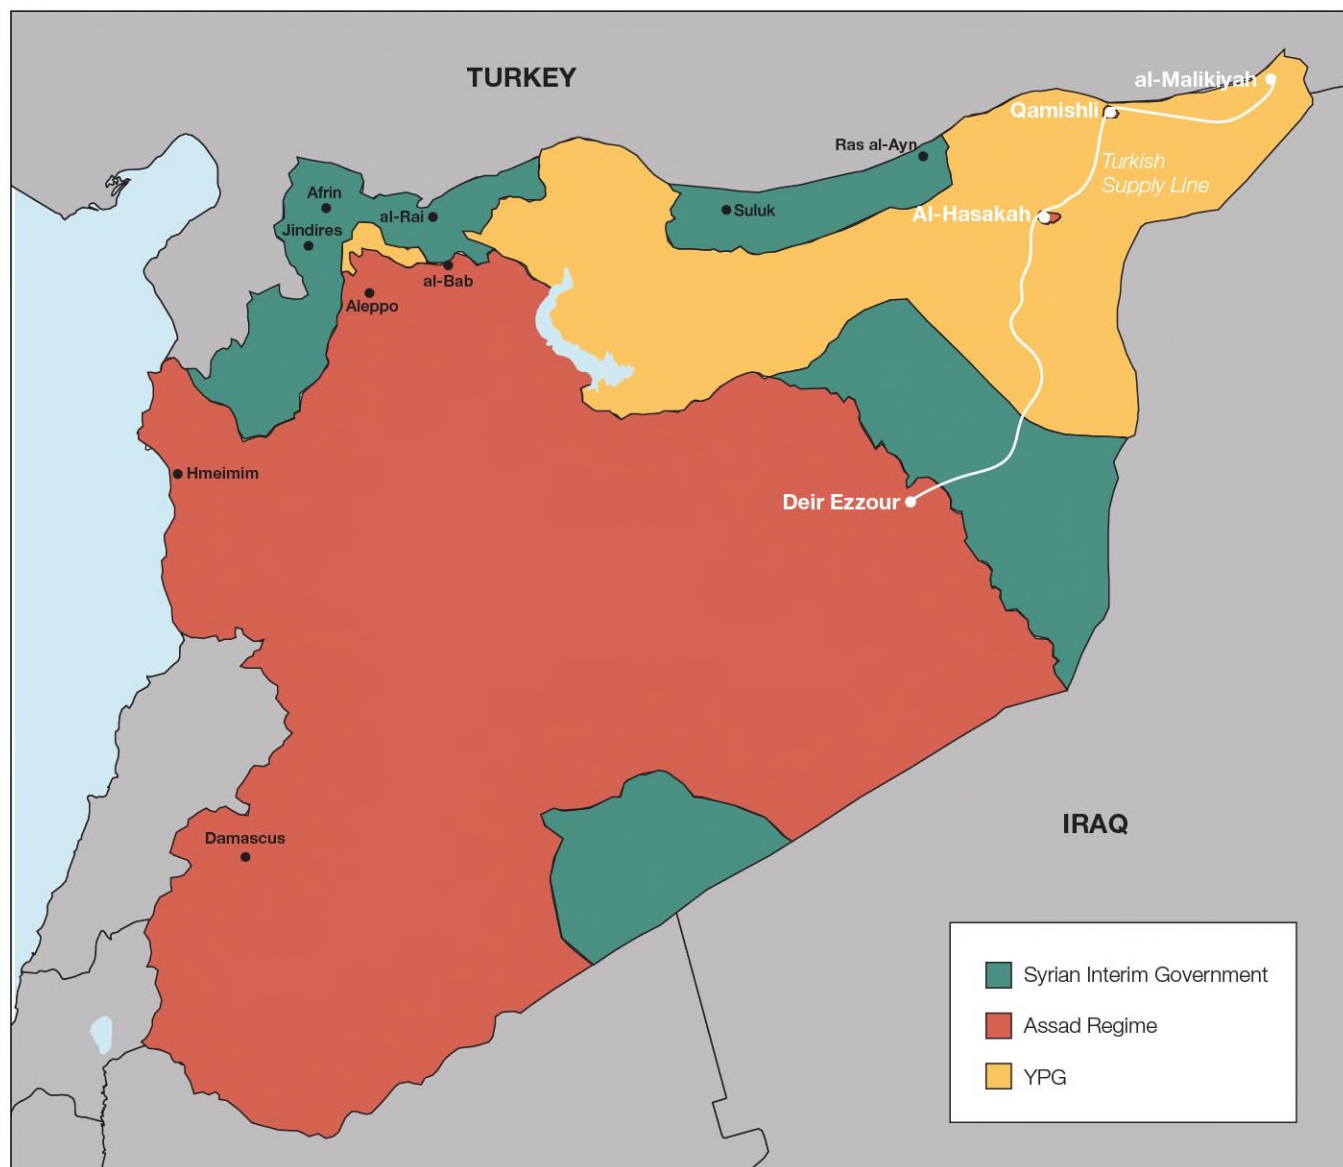 TURKEY
al-Malikiyah
Qamishli
Ras al-Ayn
Turkish
Supply Line
Afrin
al-Rai
Suluk
Al-Hasakah
Jindires
al-Bab
Aleppo
Hmeimim
Deir Ezzour
IRAQ
Damascus
Syrian Interim Government
Assad Regime
YPG